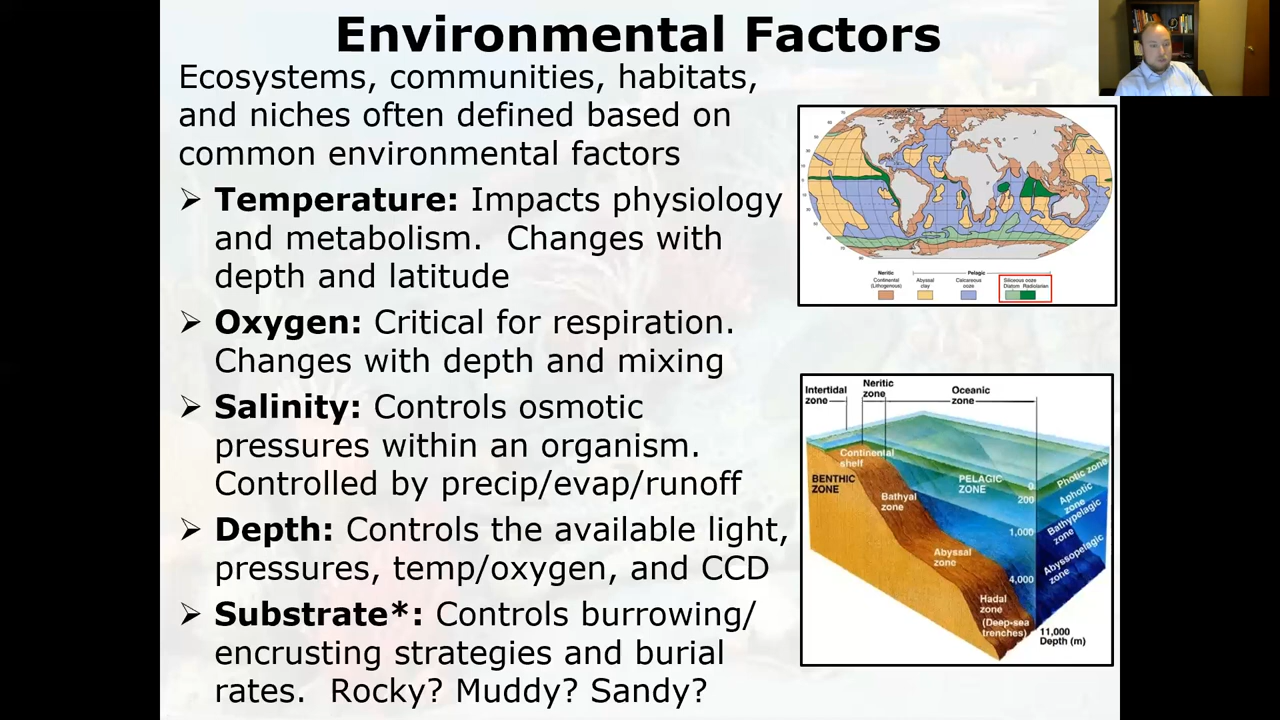 Environmental Factors
Ecosystems, communities, habitats,
and niches often defined based on
common environmental factors
➢ Temperature: Impacts physiology
and metabolism.  Changes with
depth and latitude
➢ Oxygen: Critical for respiration.
Changes with depth and mixing
➢ Salinity: Controls osmotic
pressures within an organism.
Controlled by precip/evap/runoff
➢ Depth: Controls the available light,
pressures, temp/oxygen, and CCD
➢ Substrate*: Controls burrowing/
encrusting strategies and burial
rates.  Rocky? Muddy? Sandy?
Neritic
Pelagic
Continental
(Lithogenous)
Abyssal
clay
Calcareous
ooze
Siliceous ooze
Diatom Radiolarian
Intertidal
zone
Neritic
zone
Oceanic
zone
Continental
shelf
BENTHIC
ZONE
PELAGIC
ZONE
Bathyal
zone
Abyssal
zone
Hadal
zone
(Deep-sea
trenches)
0
200
1,000
4,000
11,000
Depth (m)
Photic zone
Aphotic
zone
Bathypelagic
zone
Abyssopelagic
zone